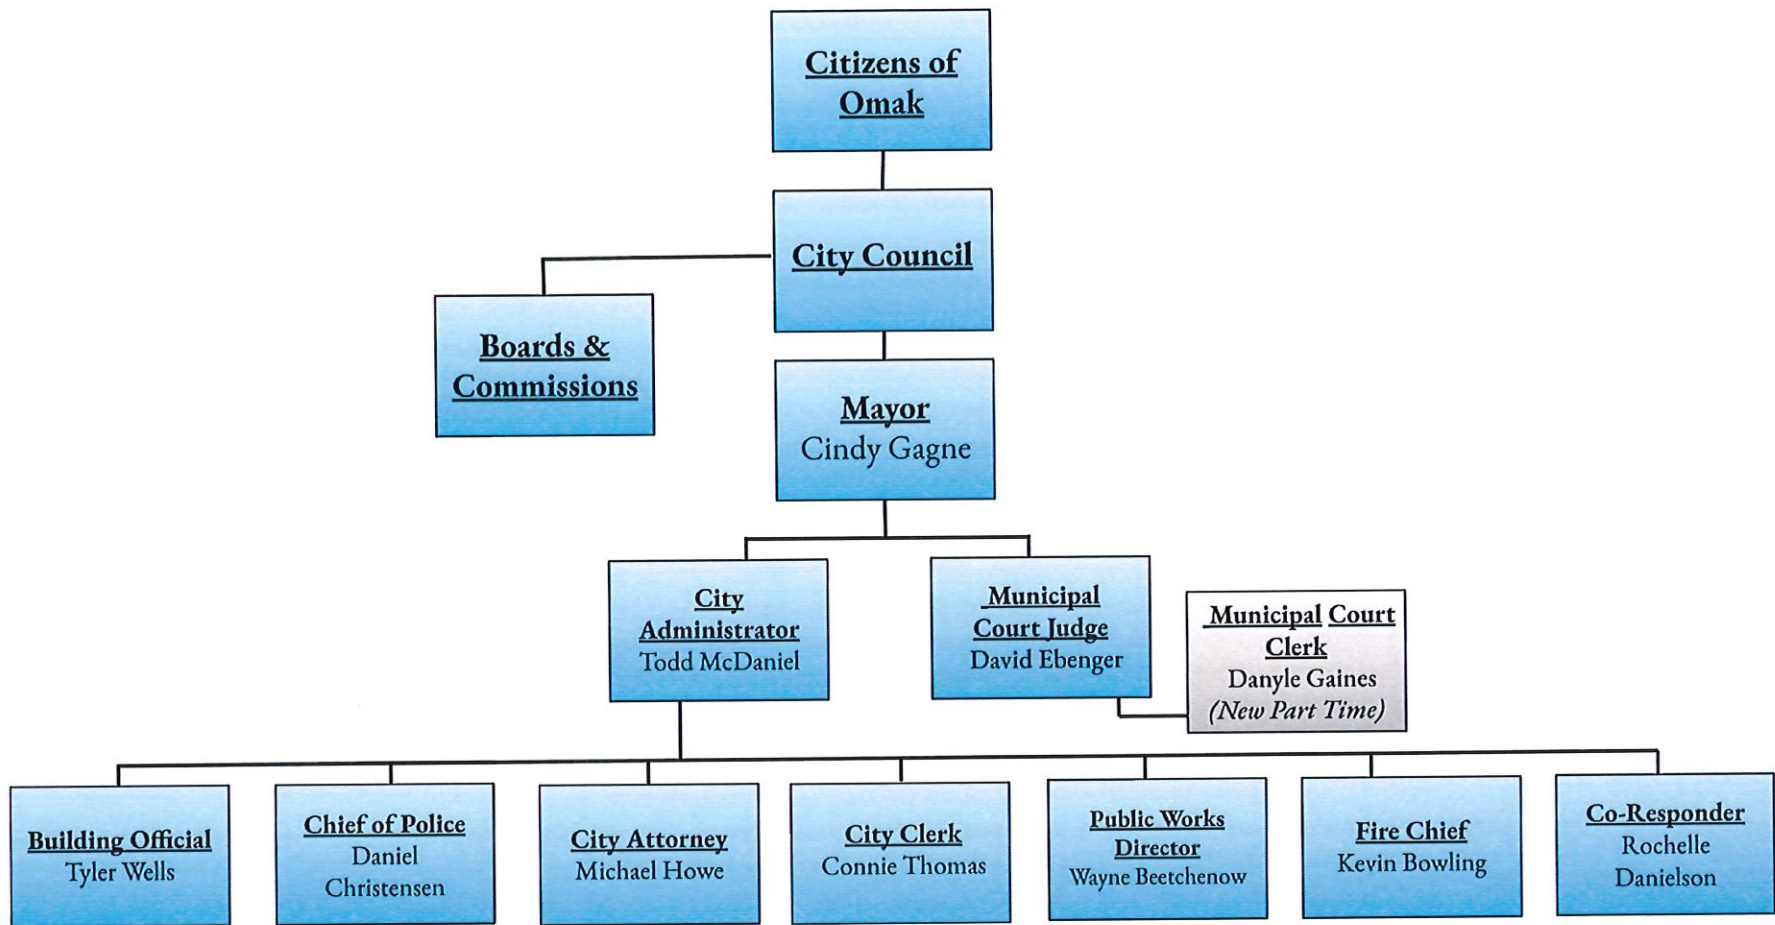 Citizens of
Omak
City Council
Boards &
Commissions
Mayor
Cindy Gagne
City
Administrator
Todd McDaniel
Municipal
Court Judge
David Ebenger
Municipal Court
Clerk
Danyle Gaines
(New Part Time)
Building Official
Tyler Wells
Chief of Police
Daniel
Christensen
City Attorney
Michael Howe
City Clerk
Connie Thomas
Public Works
Director
Wayne Beetchenow
Fire Chief
Kevin Bowling
Co-Responder
Rochelle
Danielson